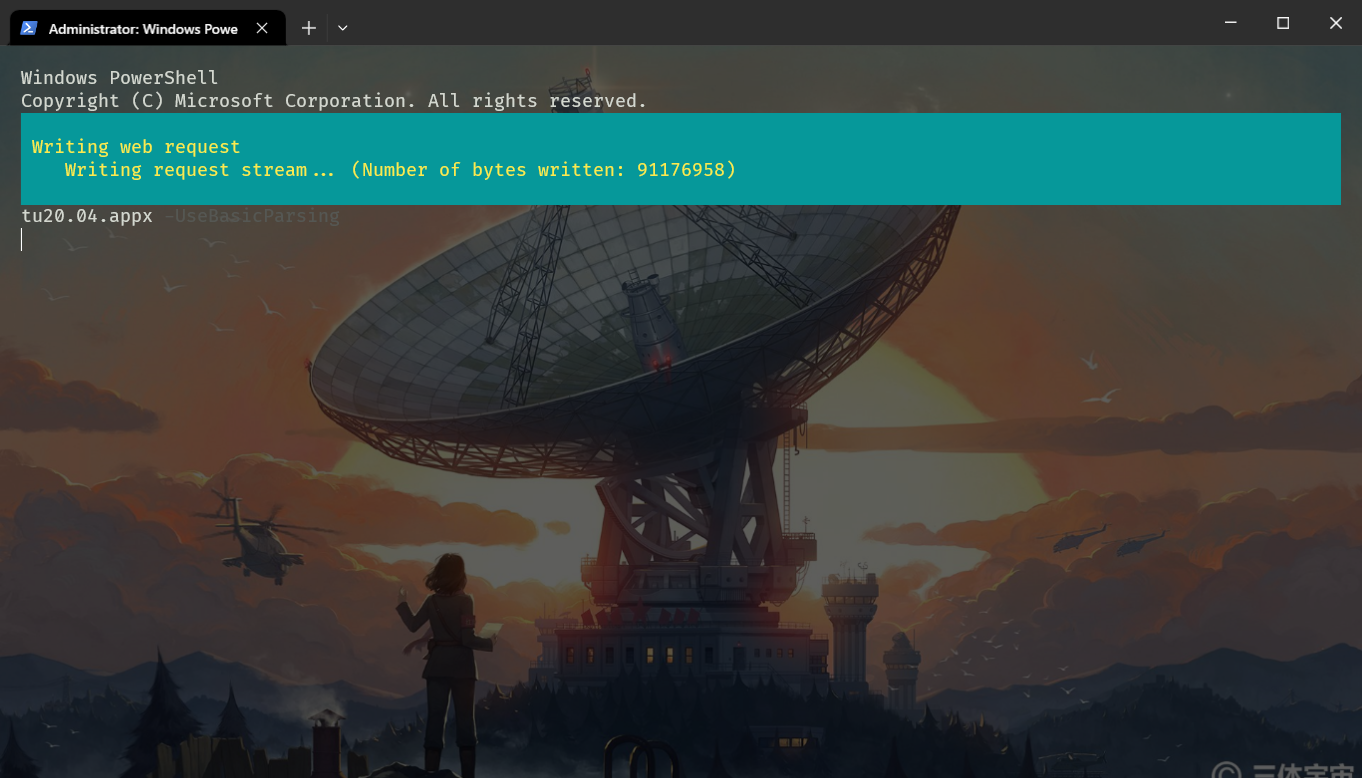 Administrator: Windows Powe
Windows PowerShell
Copyright (C) Microsoft Corporation. All rights reserved.
Writing web request
Writing request stream... (Number of bytes written: 91176958)
tu20.04.appx -UseBasicParsing
© 三体宇宙